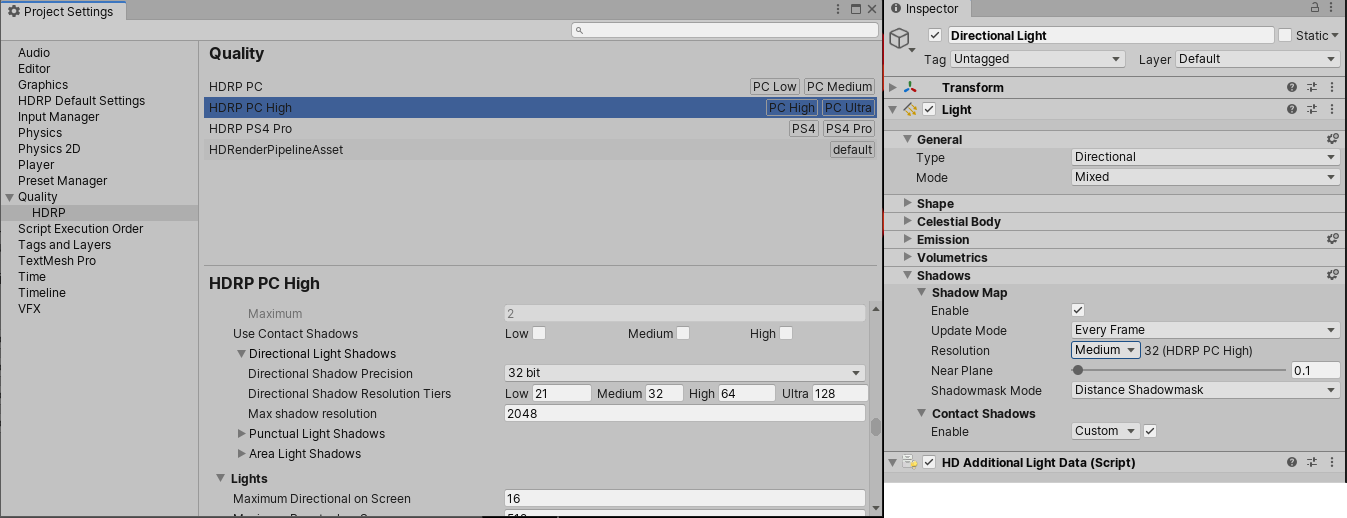 Project Settings
Audio
Editor
Graphics
HDRP Default Settings
Input Manager
Physics
Physics 2D
Player
Preset Manager
Quality
HDRP
Script Execution Order
Tags and Layers
TextMesh Pro
Time
Timeline
VFX
Quality
HDRP PC PC Low PC Medium
HDRP PC High PC High PC Ultra
HDRP PS4 Pro PS4 PS4 Pro
HDRenderPipelineAsset default
HDRP PC High
Maximum 2
Use Contact Shadows Low Medium High
Directional Light Shadows
Directional Shadow Precision 32 bit
Directional Shadow Resolution Tiers Low 21 Medium 32 High 64 Ultra 128
Max shadow resolution 2048
Punctual Light Shadows
Area Light Shadows
Lights
Maximum Directional on Screen 16
Inspector
Directional Light Static
Tag Untagged Layer Default
Transform
Light
General
Type Directional
Mode Mixed
Shape
Celestial Body
Emission
Volumetrics
Shadows
Shadow Map
Enable
Update Mode Every Frame
Resolution Medium 32 (HDRP PC High)
Near Plane 0.1
Shadowmask Mode Distance Shadowmask
Contact Shadows
Enable Custom
HD Additional Light Data (Script)